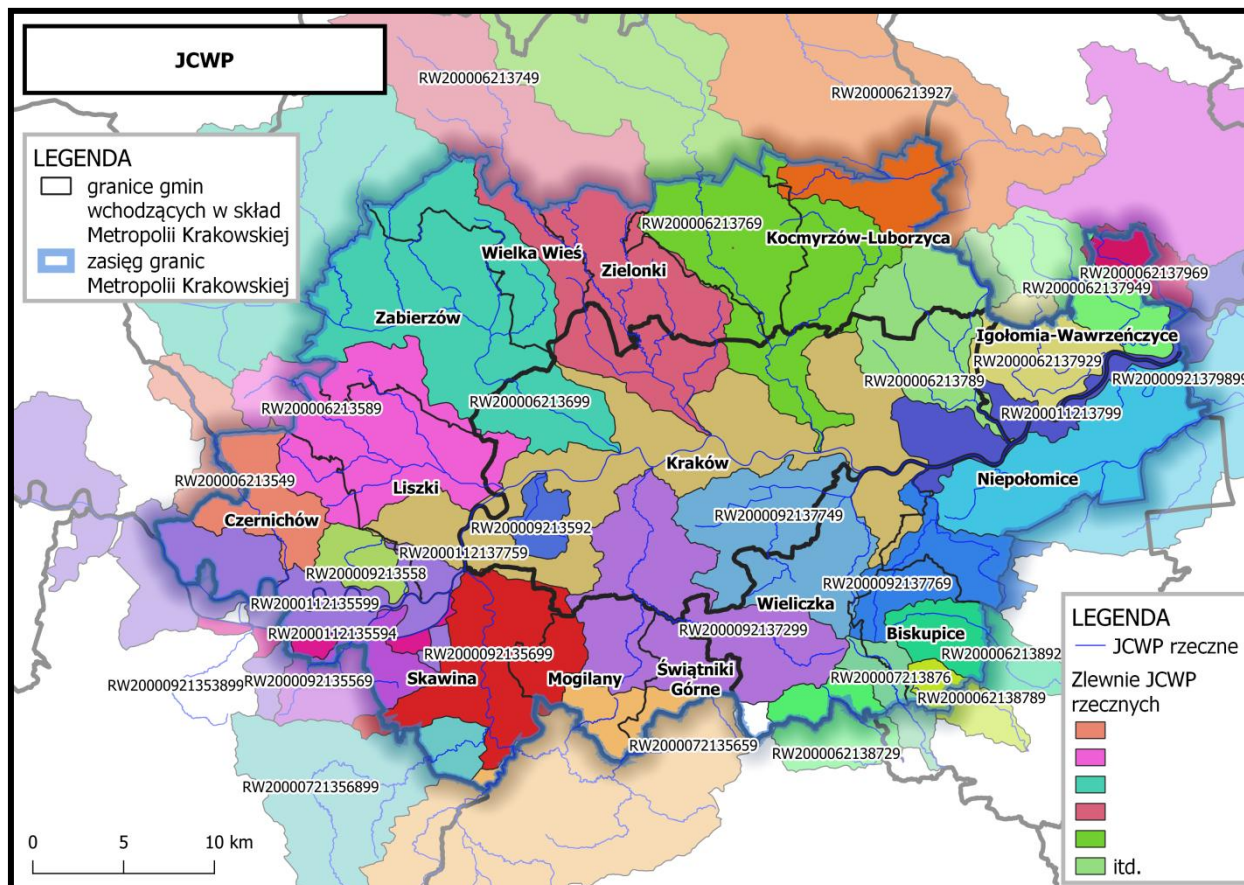 JCWP
LEGENDA
granice gmin
wchodzących w skład
Metropolii Krakowskiej
zasięg granic
Metropolii Krakowskiej
RW200006213749
RW200006213927
RW200006213769
Kocmyrzów-Luborzyca
Wielka Wieś
Zielonki
RW2000062137969
RW2000062137949
Zabierzów
Igołomia-Wawrzeńczyce
RW2000062137929
RW200006213789
RW20000921379899
RW200006213589
RW200006213699
RW200011213799
Kraków
RW200006213549
Liszki
Niepołomice
Czernichów
RW200009213592
RW2000092137749
RW2000112137759
RW200009213558
RW2000092137769
RW2000112135599
Wieliczka
RW2000112135594
RW2000092137299
Biskupice
RW2000092135699
RW200006213892
RW20000921353899
RW2000092135569
Skawina
Mogilany
Świątniki
Górne
RW200007213876
RW2000062138789
RW2000072135659
RW2000062138729
RW20000721356899
0 5 10 km
LEGENDA
JCWP rzeczne
Zlewnie JCWP
rzecznych
itd.